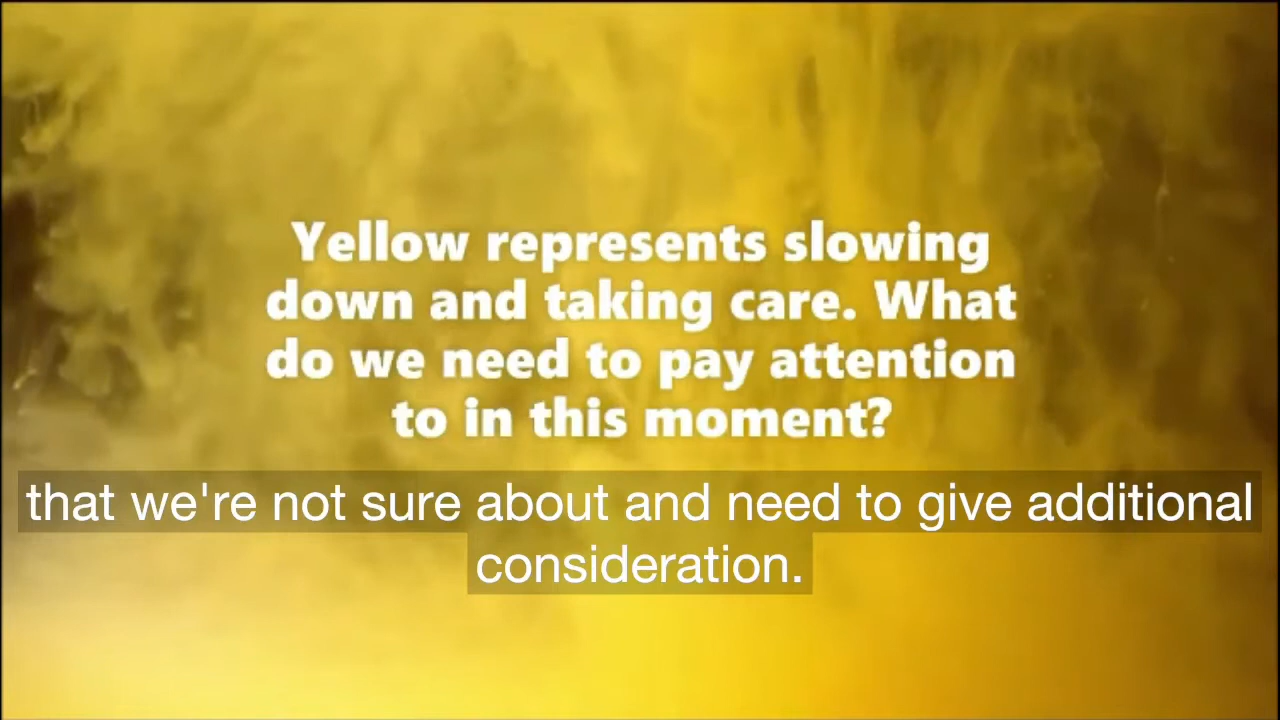 Yellow represents slowing
down and taking care. What
do we need to pay attention
to in this moment?
that we're not sure about and need to give additional
consideration.